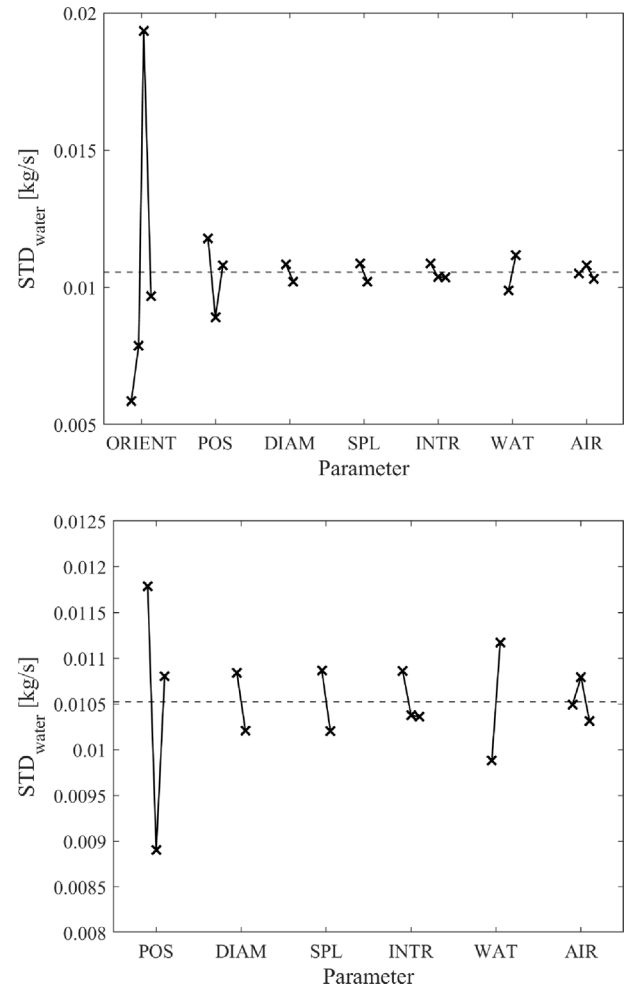 0.02
0.015
0.01
0.005
STD_water [kg/s]
ORIENT POS DIAM SPL INTR WAT AIR
Parameter
0.0125
0.012
0.0115
0.011
0.0105
0.01
0.0095
0.009
0.0085
0.008
STD_water [kg/s]
POS DIAM SPL INTR WAT AIR
Parameter